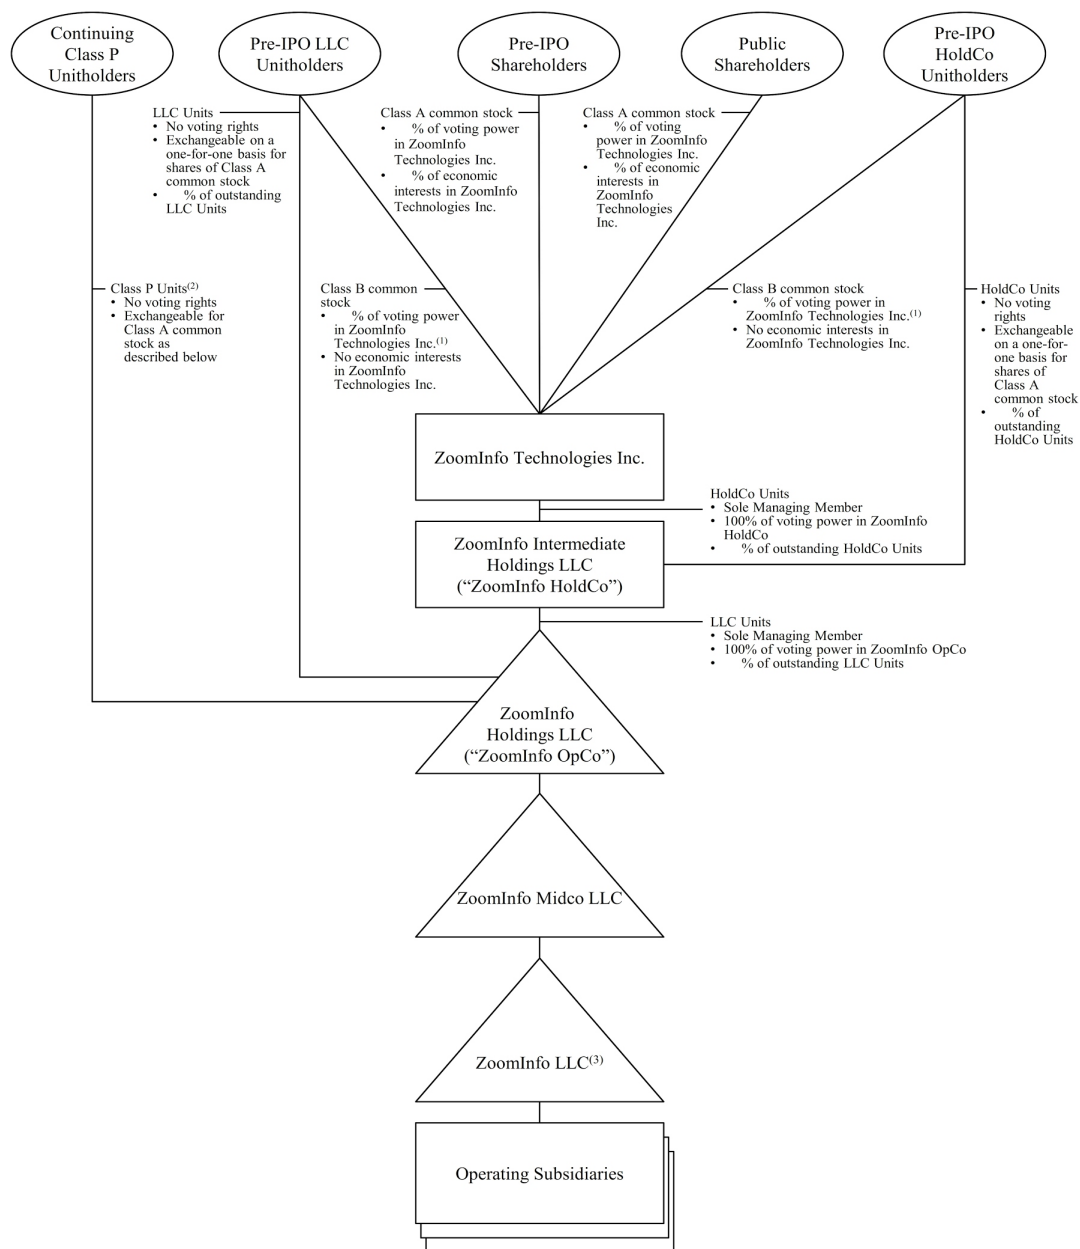 Continuing
Class P
Unitholders
Pre-IPO LLC
Unitholders
Pre-IPO
Shareholders
Public
Shareholders
Pre-IPO
HoldCo
Unitholders
LLC Units
• No voting rights
• Exchangeable on a
one-for-one basis for
shares of Class A
common stock
• % of outstanding
LLC Units
Class A common stock
• % of voting power
in ZoomInfo
Technologies Inc.
• % of economic
interests in ZoomInfo
Technologies Inc.
Class A common stock
• % of voting
power in ZoomInfo
Technologies Inc.
• % of economic
interests in
ZoomInfo
Technologies
Inc.
Class P Units(2)
• No voting rights
• Exchangeable for
Class A common
stock as
described below
Class B common
stock
• % of voting power
in ZoomInfo
Technologies Inc.(1)
• No economic interests
in ZoomInfo
Technologies Inc.
Class B common stock
• % of voting power in
ZoomInfo Technologies Inc.(1)
• No economic interests in
ZoomInfo Technologies Inc.
HoldCo Units
• No voting
rights
• Exchangeable
on a one-for-
one basis for
shares of
Class A
common stock
• % of
outstanding
HoldCo Units
ZoomInfo Technologies Inc.
HoldCo Units
• Sole Managing Member
• 100% of voting power in ZoomInfo
HoldCo
• % of outstanding HoldCo Units
ZoomInfo Intermediate
Holdings LLC
(“ZoomInfo HoldCo”)
LLC Units
• Sole Managing Member
• 100% of voting power in ZoomInfo OpCo
• % of outstanding LLC Units
ZoomInfo
Holdings LLC
(“ZoomInfo OpCo”)
ZoomInfo Midco LLC
ZoomInfo LLC(3)
Operating Subsidiaries